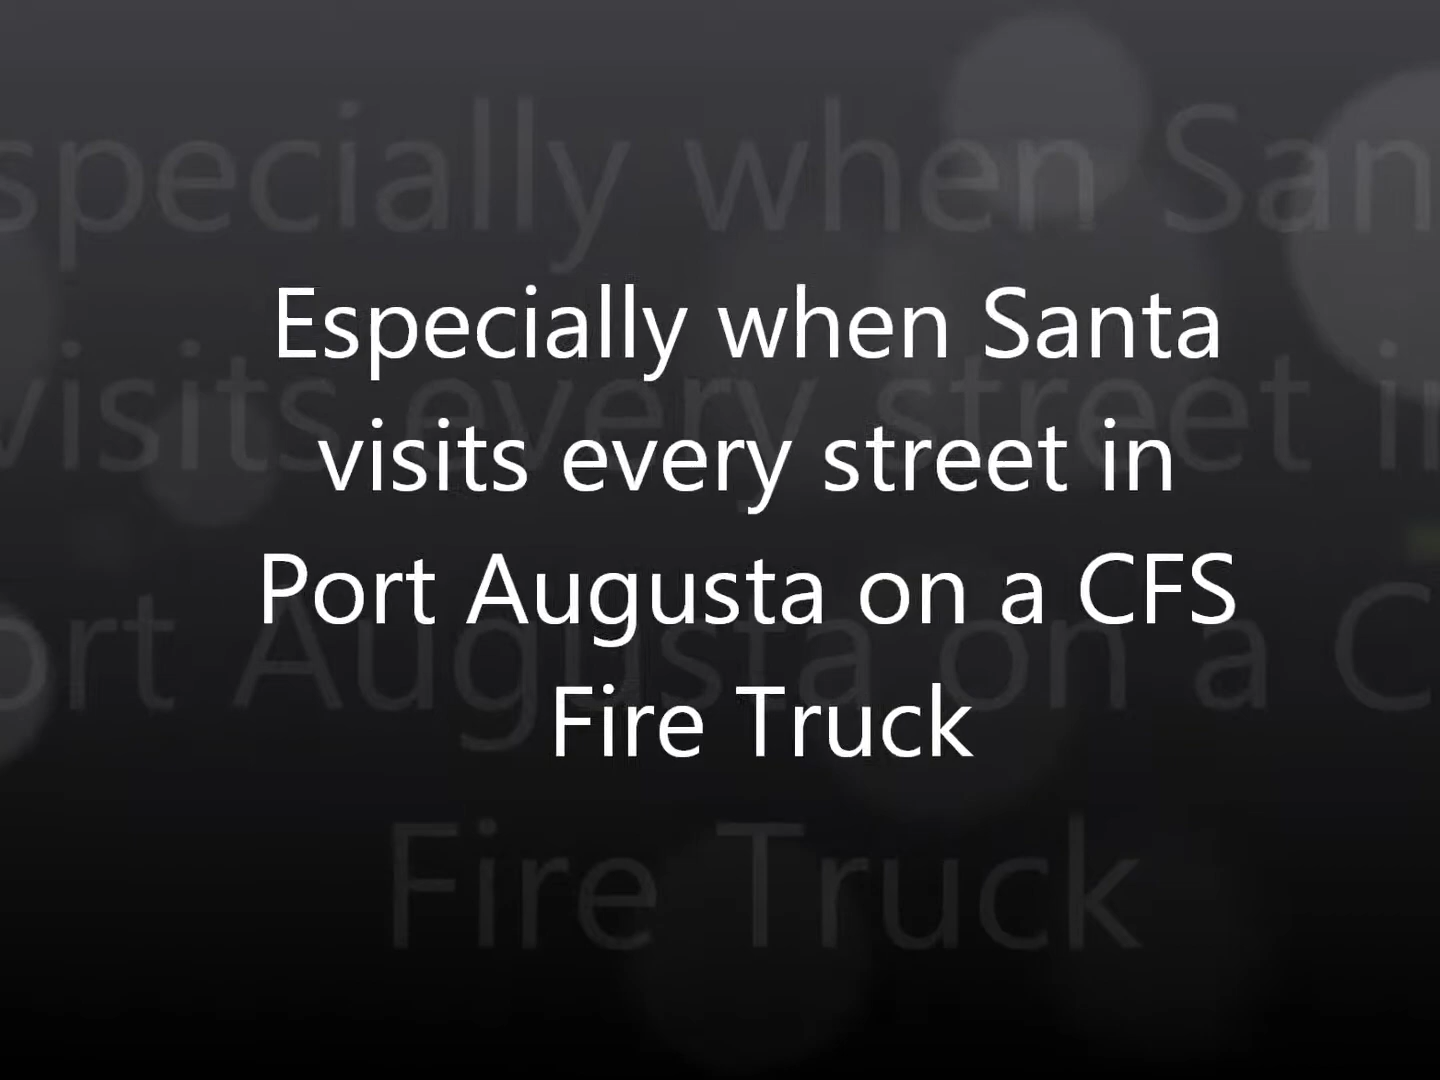 Especially when Santa
visits every street in
Port Augusta on a CFS
Fire Truck